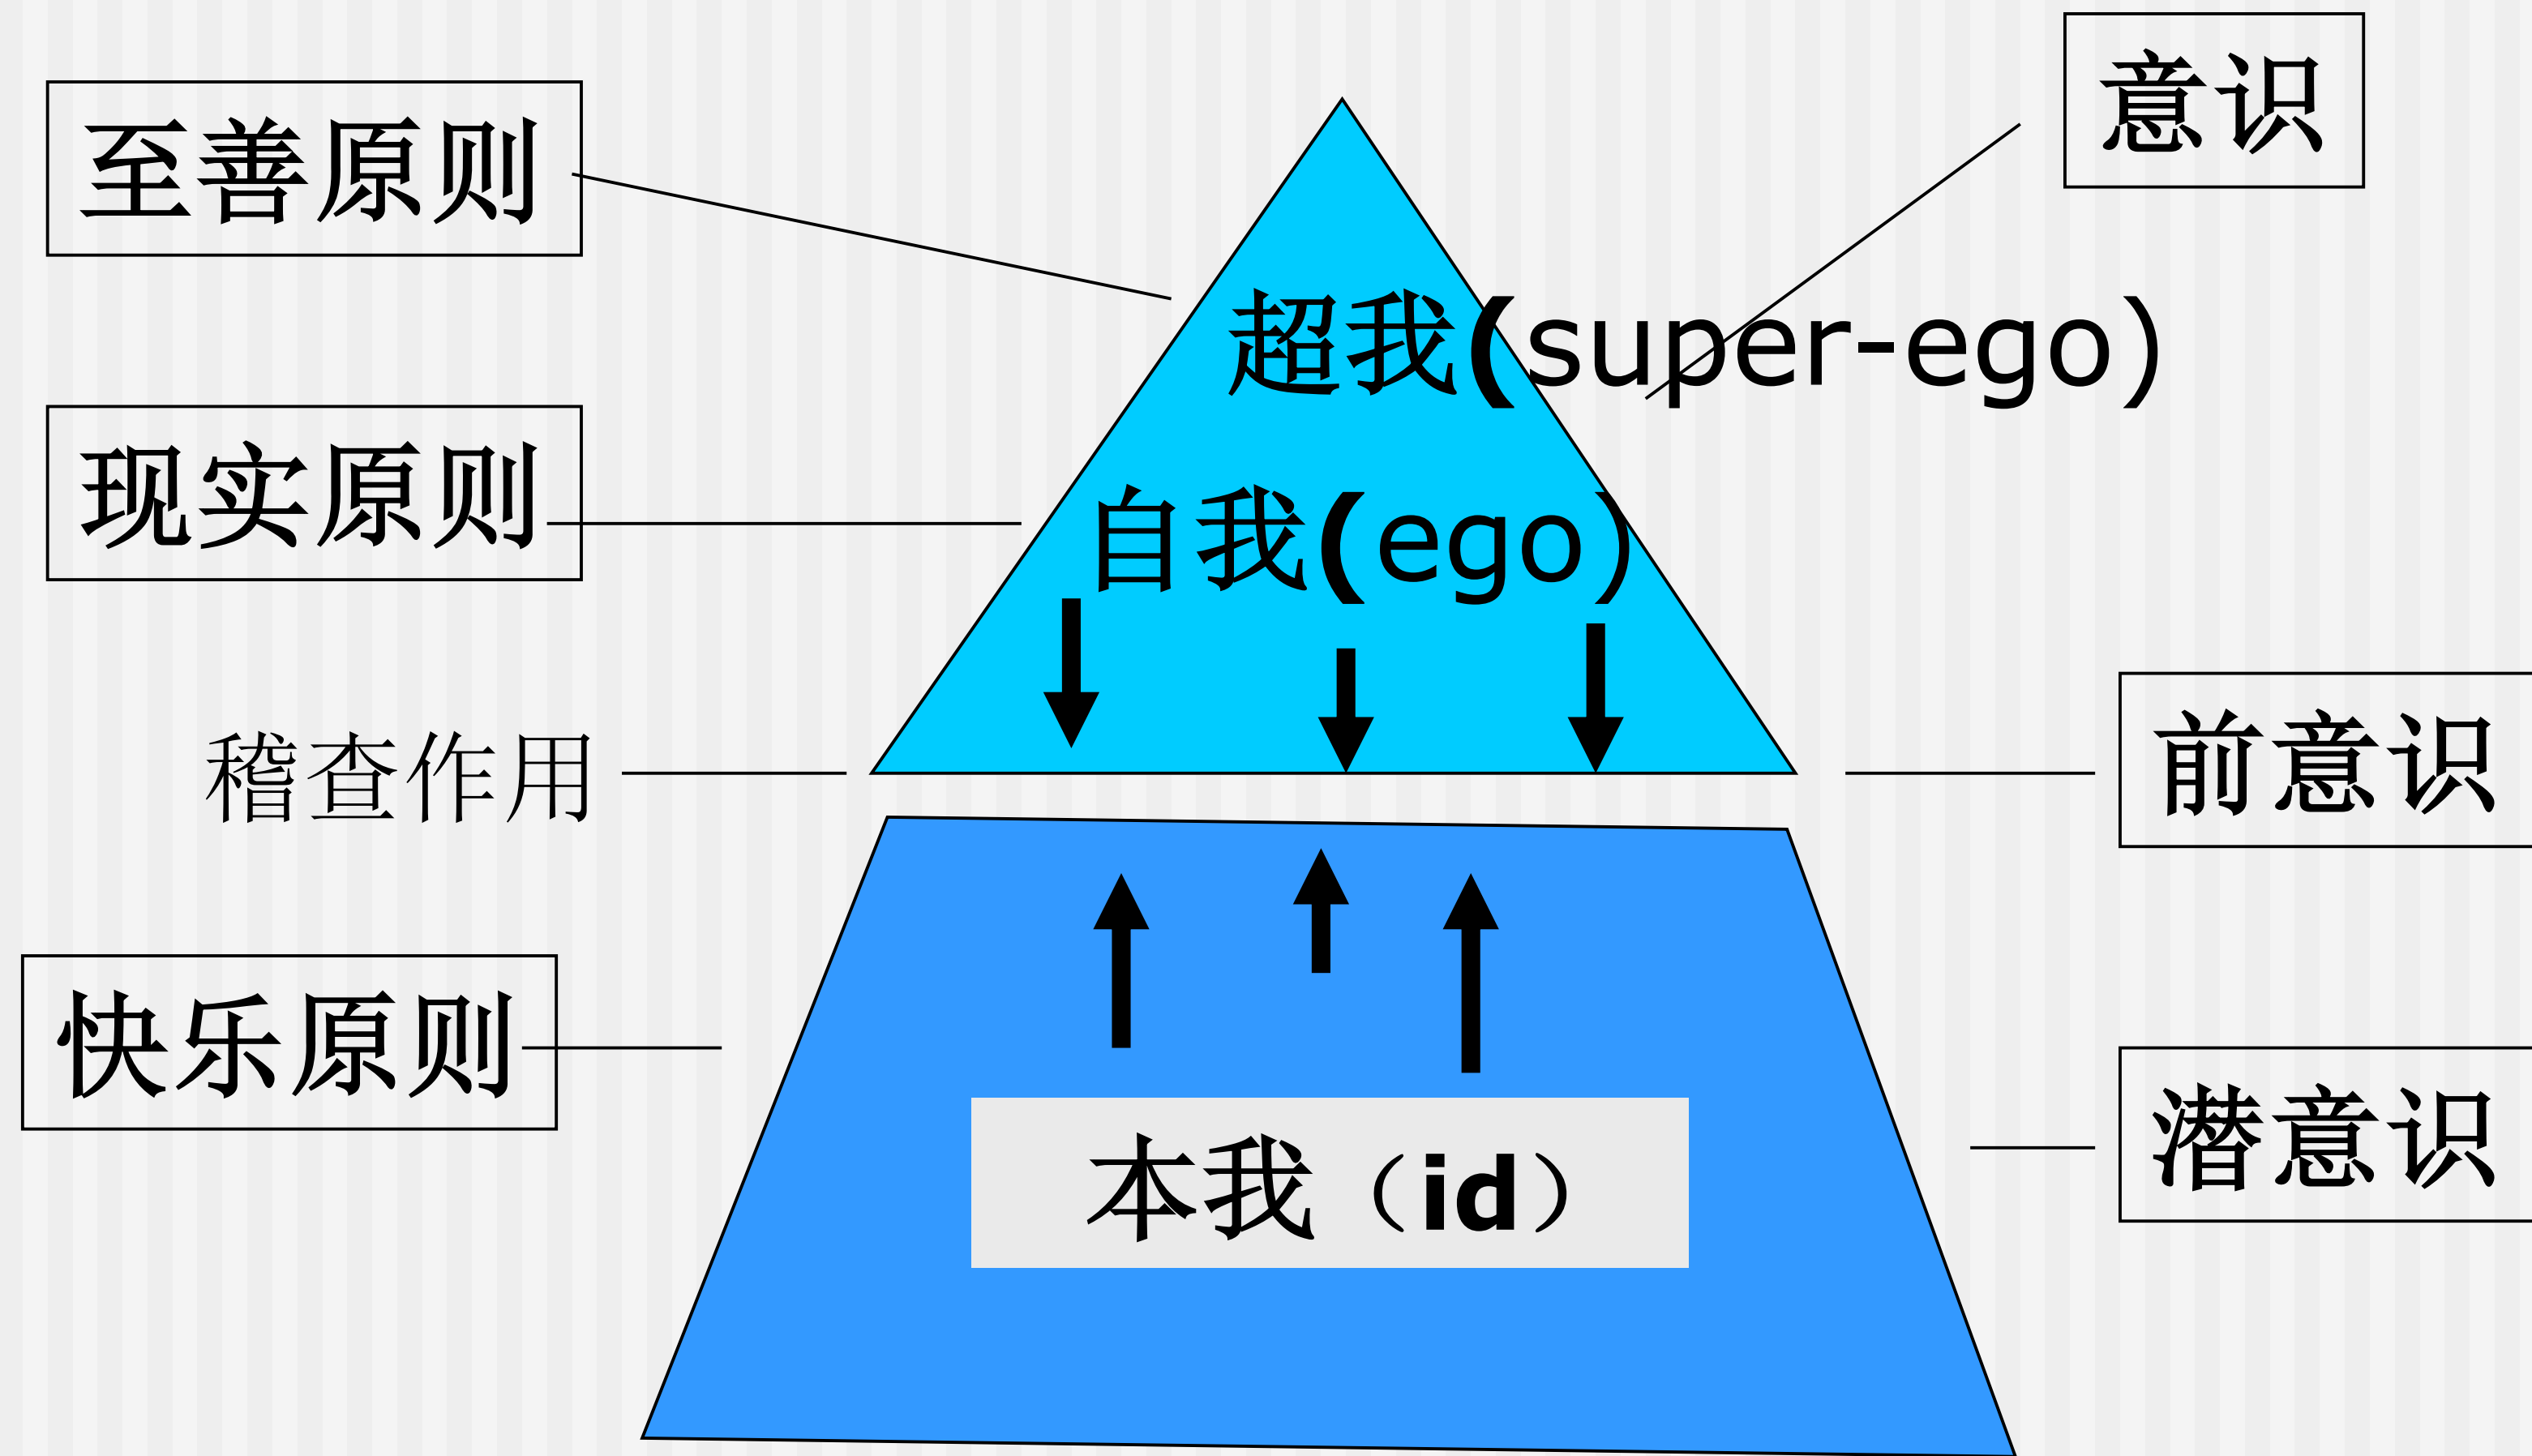 意识
至善原则
超我(super-ego)
现实原则
自我(ego)
稽查作用
前意识
快乐原则
潜意识
本我（id）